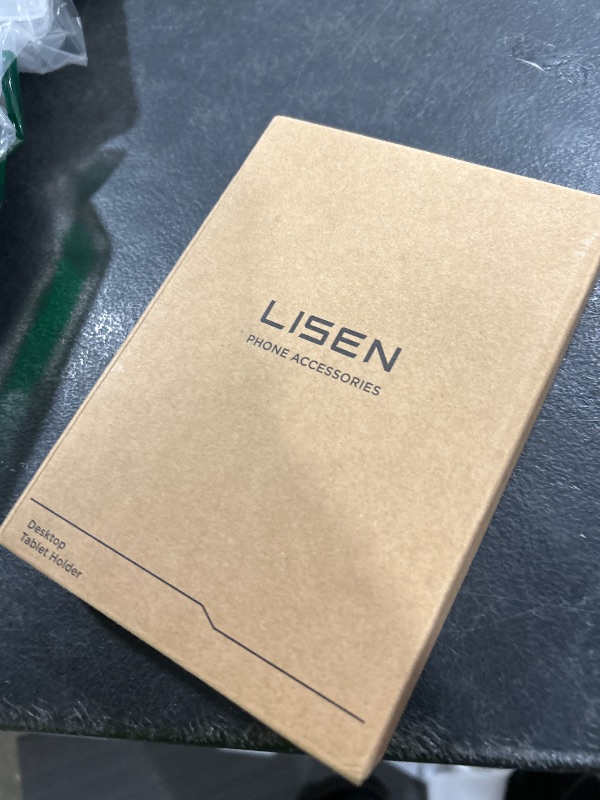 LISEN
PHONE ACCESSORIES
Desktop
Tablet Holder